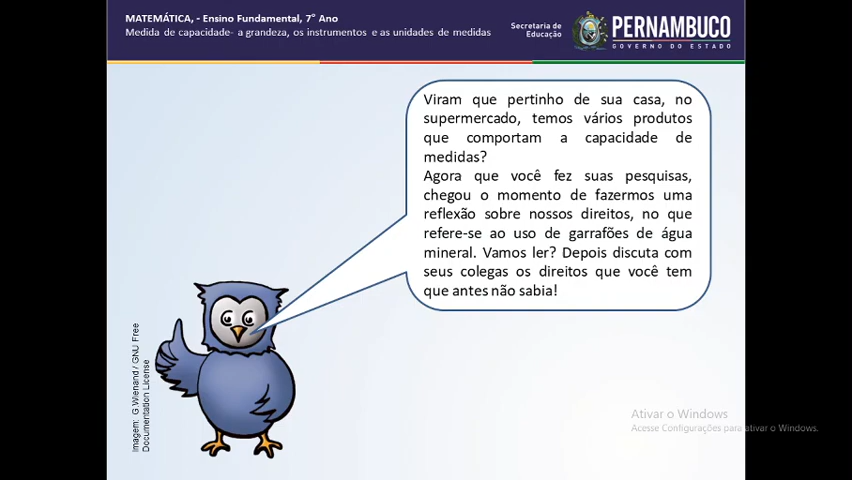 MATEMÁTICA, - Ensino Fundamental, 7° Ano
Medida de capacidade- a grandeza, os instrumentos e as unidades de medidas
Secretaria de
Educação
PERNAMBUCO
GOVERNO DO ESTADO
Viram que pertinho de sua casa, no
supermercado, temos vários produtos
que comportam a capacidade de
medidas?
Agora que você fez suas pesquisas,
chegou o momento de fazermos uma
reflexão sobre nossos direitos, no que
refere-se ao uso de garrafões de água
mineral. Vamos ler? Depois discuta com
seus colegas os direitos que você tem
que antes não sabia!
Imagem: G.Wienand / GNU Free
Documentation License
Ativar o Windows
Acesse Configurações para ativar o Windows.